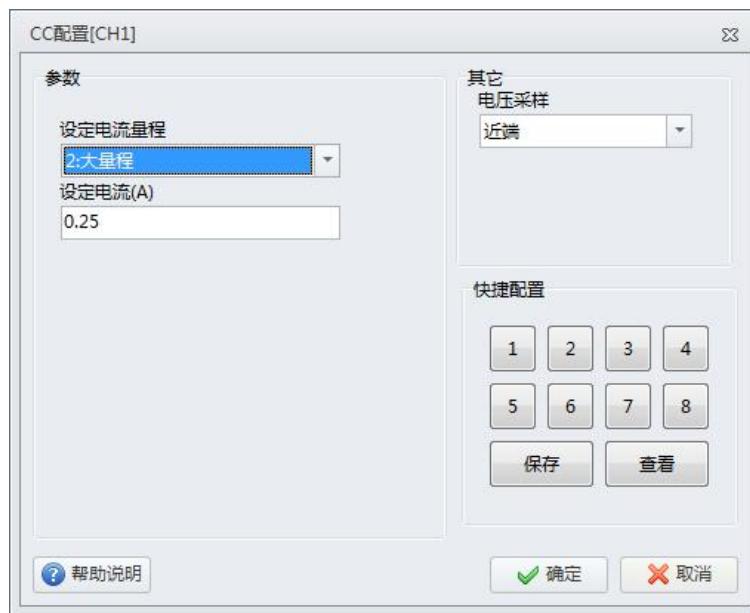 CC配置[CH1]
参数
设定电流量程
2:大量程
设定电流(A)
0.25
其它
电压采样
近端
快捷配置
1 2 3 4
5 6 7 8
保存 查看
帮助说明 确定 取消